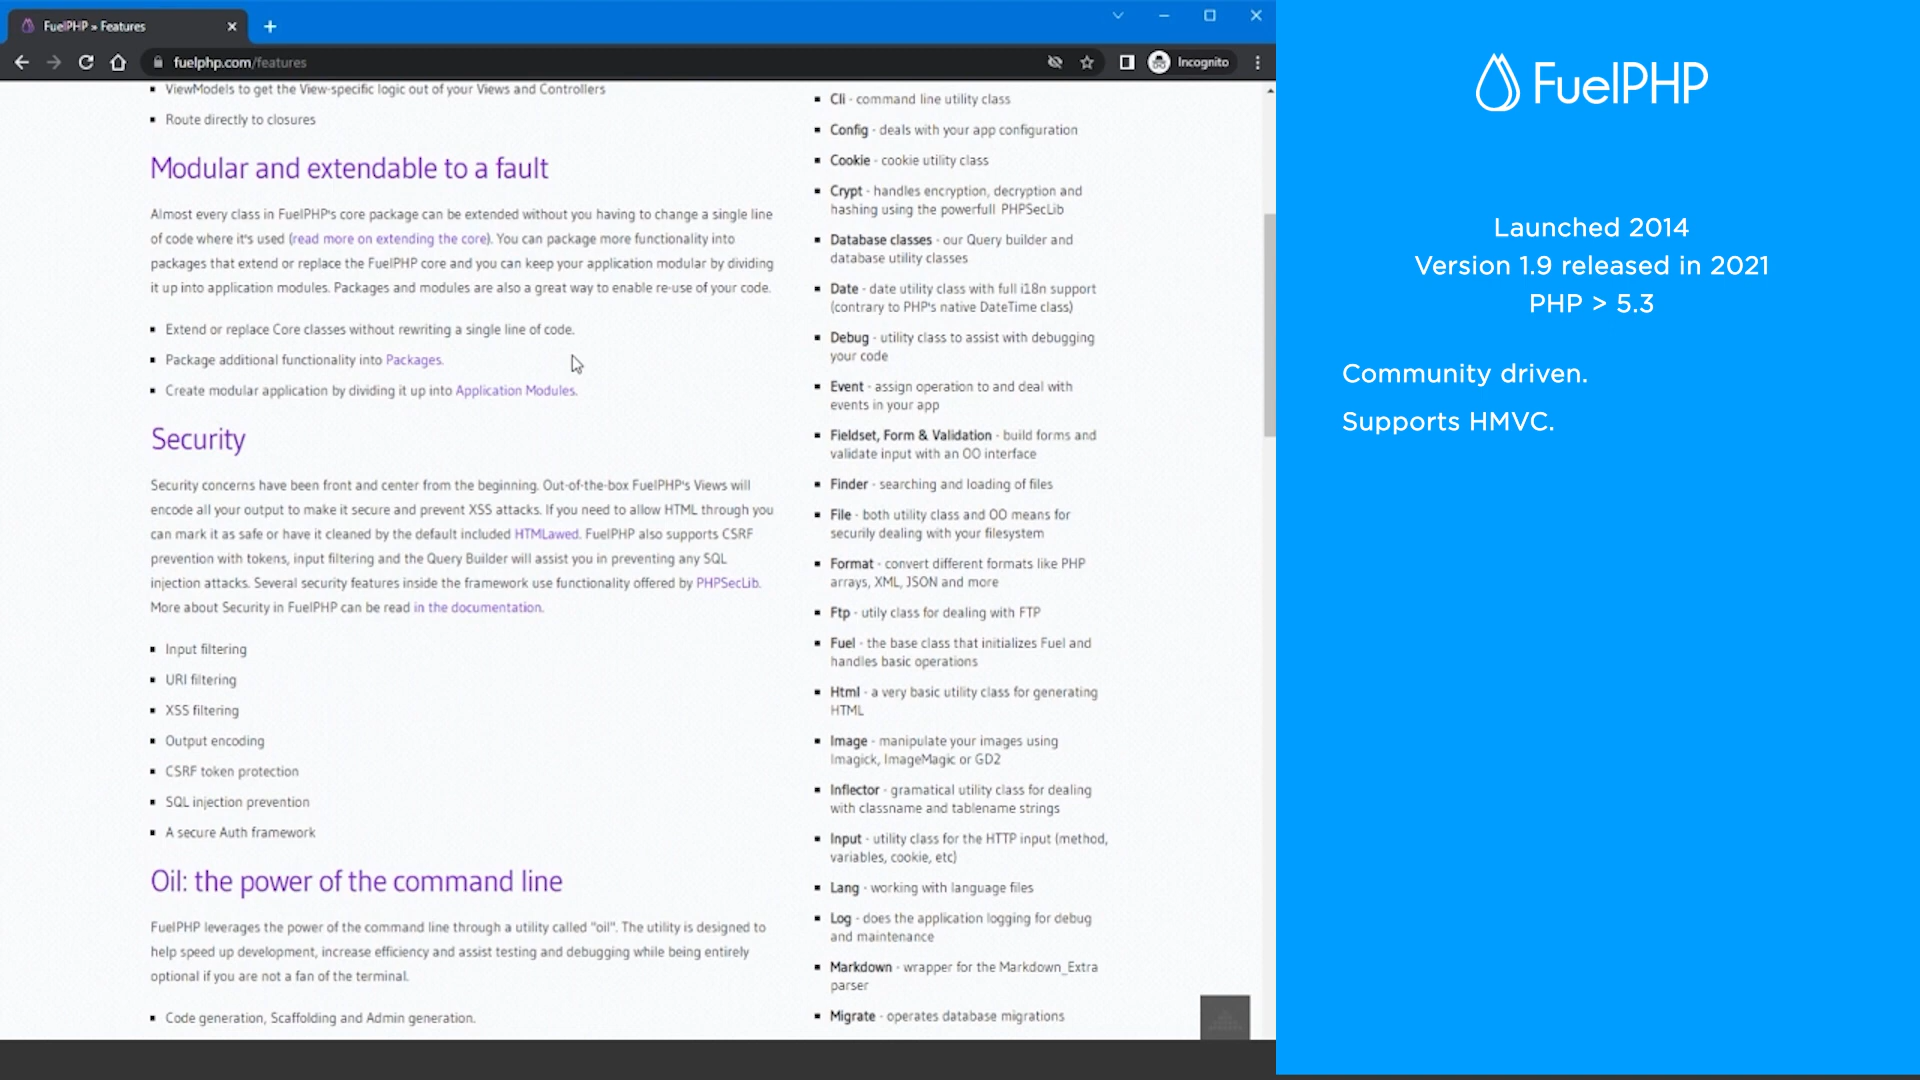 FuelPHP » Features
fuelphp.com/features
Incognito
ViewModels to get the View-specific logic out of your Views and Controllers
Route directly to closures
Modular and extendable to a fault
Almost every class in FuelPHP's core package can be extended without you having to change a single line
of code where it's used (read more on extending the core). You can package more functionality into
packages that extend or replace the FuelPHP core and you can keep your application modular by dividing
it up into application modules. Packages and modules are also a great way to enable re-use of your code.
Extend or replace Core classes without rewriting a single line of code.
Package additional functionality into Packages.
Create modular application by dividing it up into Application Modules.
Security
Security concerns have been front and center from the beginning. Out-of-the-box FuelPHP's Views will
encode all your output to make it secure and prevent XSS attacks. If you need to allow HTML through you
can mark it as safe or have it cleaned by the default included HTMLawed. FuelPHP also supports CSRF
prevention with tokens, input filtering and the Query Builder will assist you in preventing any SQL
injection attacks. Several security features inside the framework use functionality offered by PHPSecLib.
More about Security in FuelPHP can be read in the documentation.
Input filtering
URI filtering
XSS filtering
Output encoding
CSRF token protection
SQL injection prevention
A secure Auth framework
Oil: the power of the command line
FuelPHP leverages the power of the command line through a utility called "oil". The utility is designed to
help speed up development, increase efficiency and assist testing and debugging while being entirely
optional if you are not a fan of the terminal.
Code generation, Scaffolding and Admin generation.
Cli - command line utility class
Config - deals with your app configuration
Cookie - cookie utility class
Crypt - handles encryption, decryption and
hashing using the powerfull PHPSecLib
Database classes - our Query builder and
database utility classes
Date - date utility class with full i18n support
(contrary to PHP's native DateTime class)
Debug - utility class to assist with debugging
your code
Event - assign operation to and deal with
events in your app
Fieldset, Form & Validation - build forms and
validate input with an OO interface
Finder - searching and loading of files
File - both utility class and OO means for
securily dealing with your filesystem
Format - convert different formats like PHP
arrays, XML, JSON and more
Ftp - utily class for dealing with FTP
Fuel - the base class that initializes Fuel and
handles basic operations
Html - a very basic utility class for generating
HTML
Image - manipulate your images using
Imagick, ImageMagic or GD2
Inflector - gramatical utility class for dealing
with classname and tablename strings
Input - utility class for the HTTP input (method,
variables, cookie, etc)
Lang - working with language files
Log - does the application logging for debug
and maintenance
Markdown - wrapper for the Markdown_Extra
parser
Migrate - operates database migrations
FuelPHP
Launched 2014
Version 1.9 released in 2021
PHP > 5.3
Community driven.
Supports HMVC.